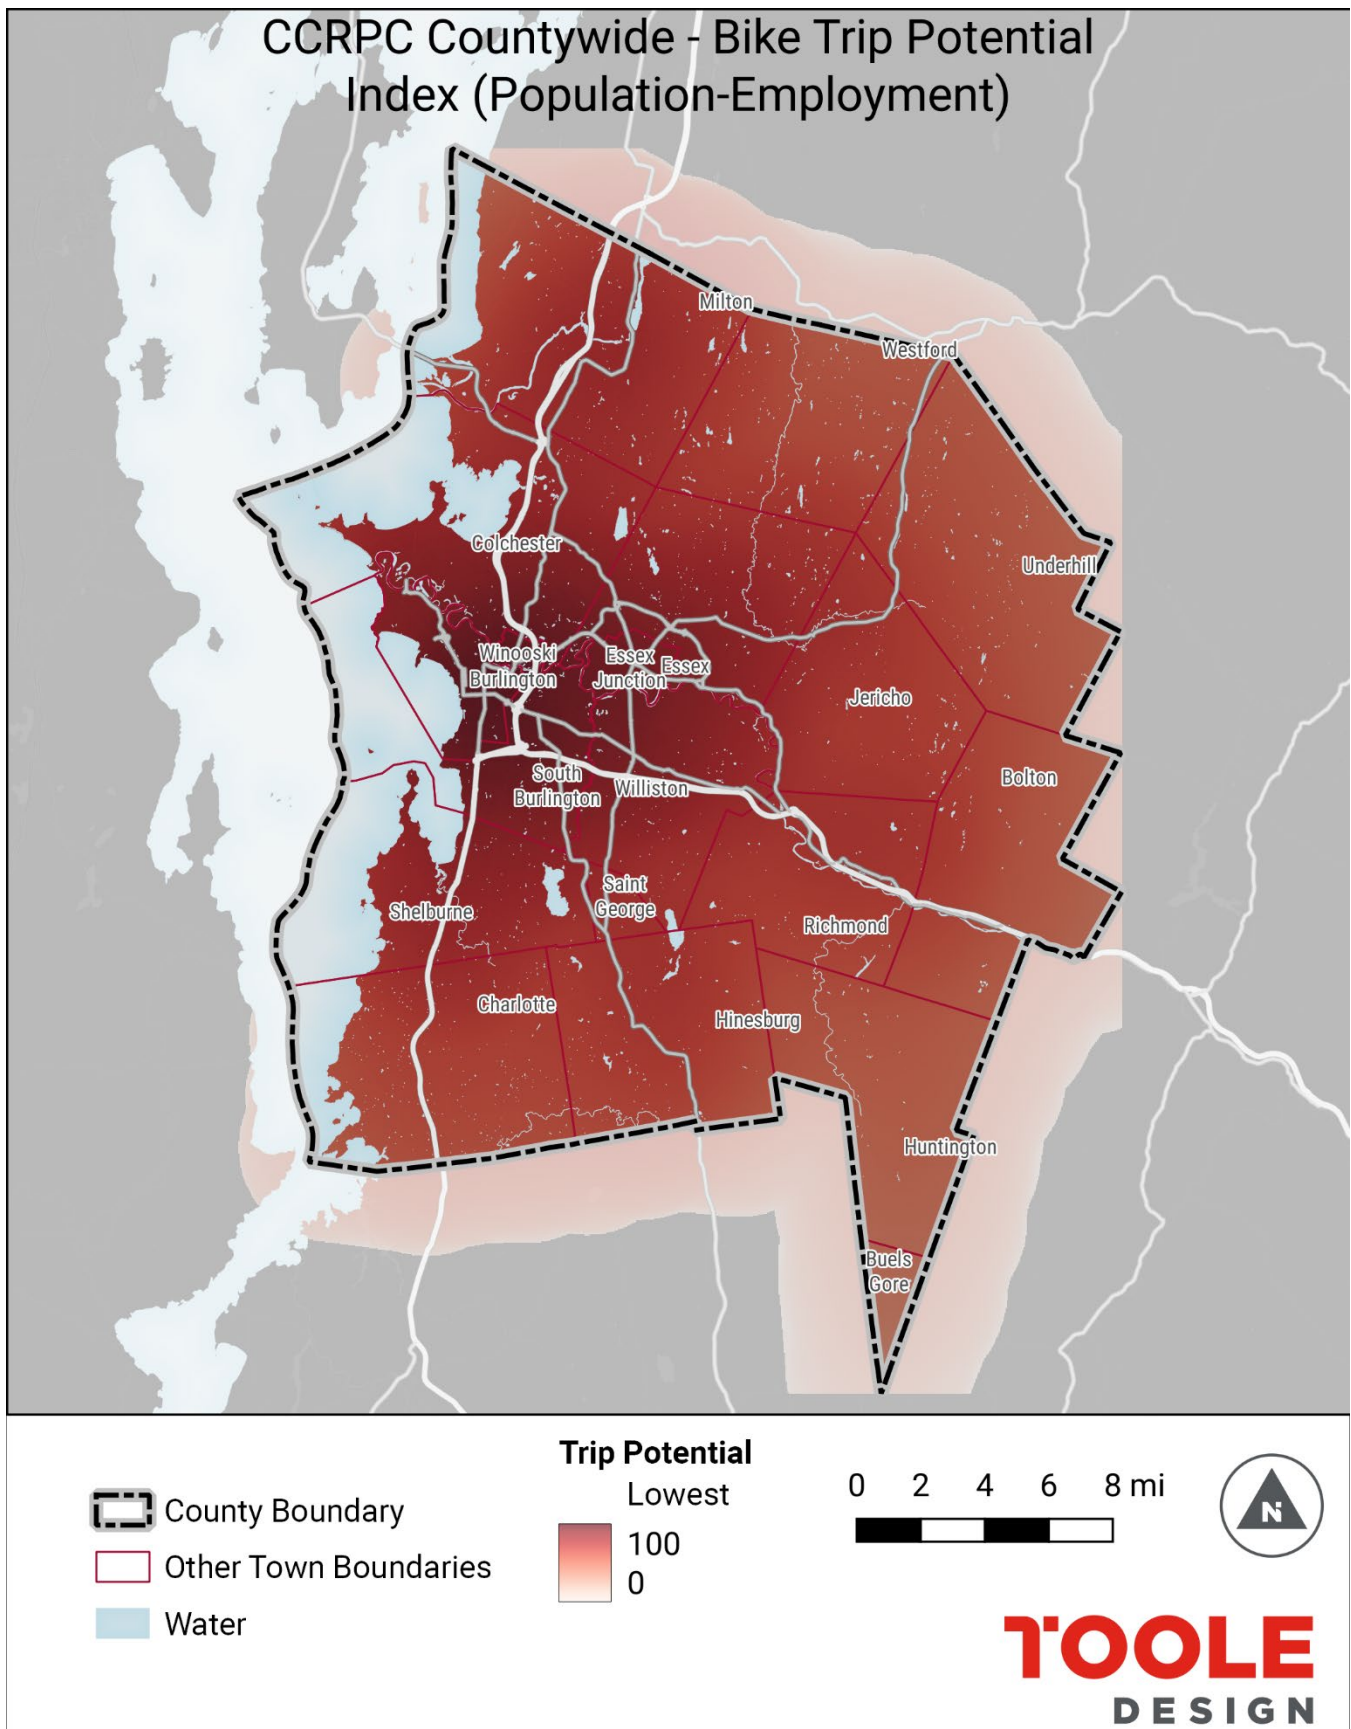 CCRPC Countywide - Bike Trip Potential
Index (Population-Employment)
Milton
Westford
Colchester
Underhill
Winooski
Burlington
Essex
Junction
Essex
Jericho
Bolton
South
Burlington
Williston
Saint
George
Shelburne
Richmond
Charlotte
Hinesburg
Huntington
Buels
Gore
County Boundary
Other Town Boundaries
Water
Trip Potential
Lowest
100
0
0 2 4 6 8 mi
N
TOOLE
DESIGN